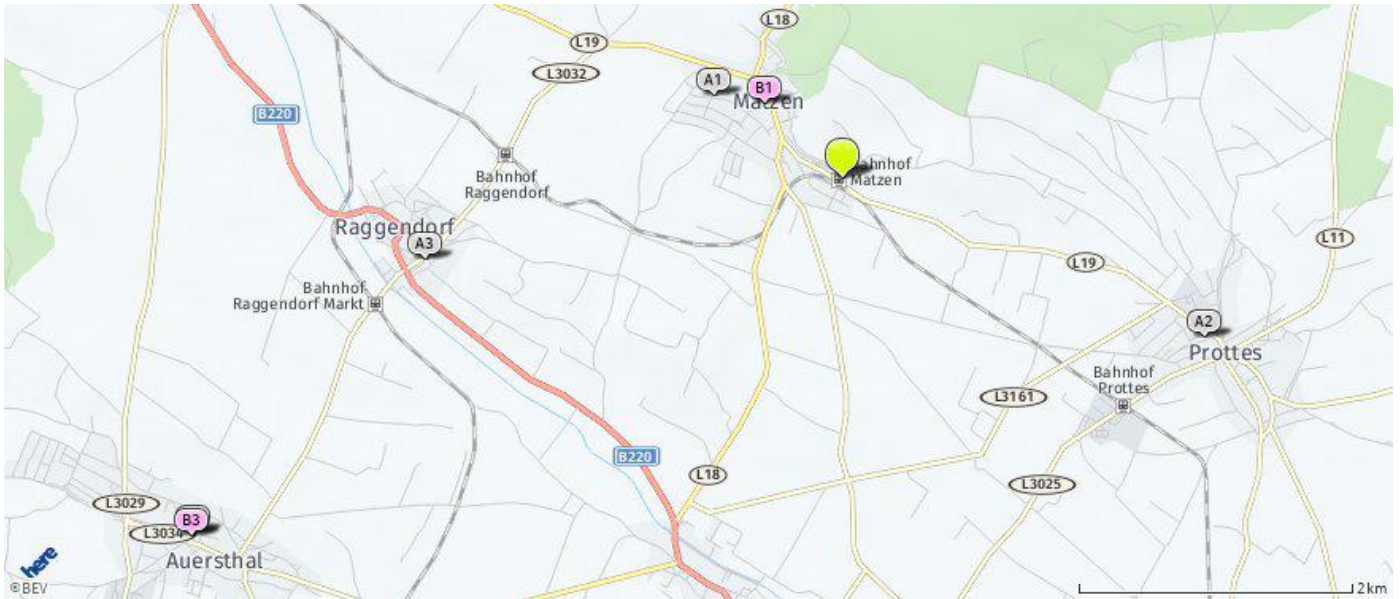 L18
L19
L3032
A1
B1
Matzen
B220
Bahnhof
Raggendorf
Bahnhof
Matzen
Raggendorf
A3
L11
L19
Bahnhof
Raggendorf Markt
A2
Prottes
Bahnhof
Prottes
L3161
B220
L18
L3025
L3029
B3
L3034
Auersthal
here
©BEV
2km